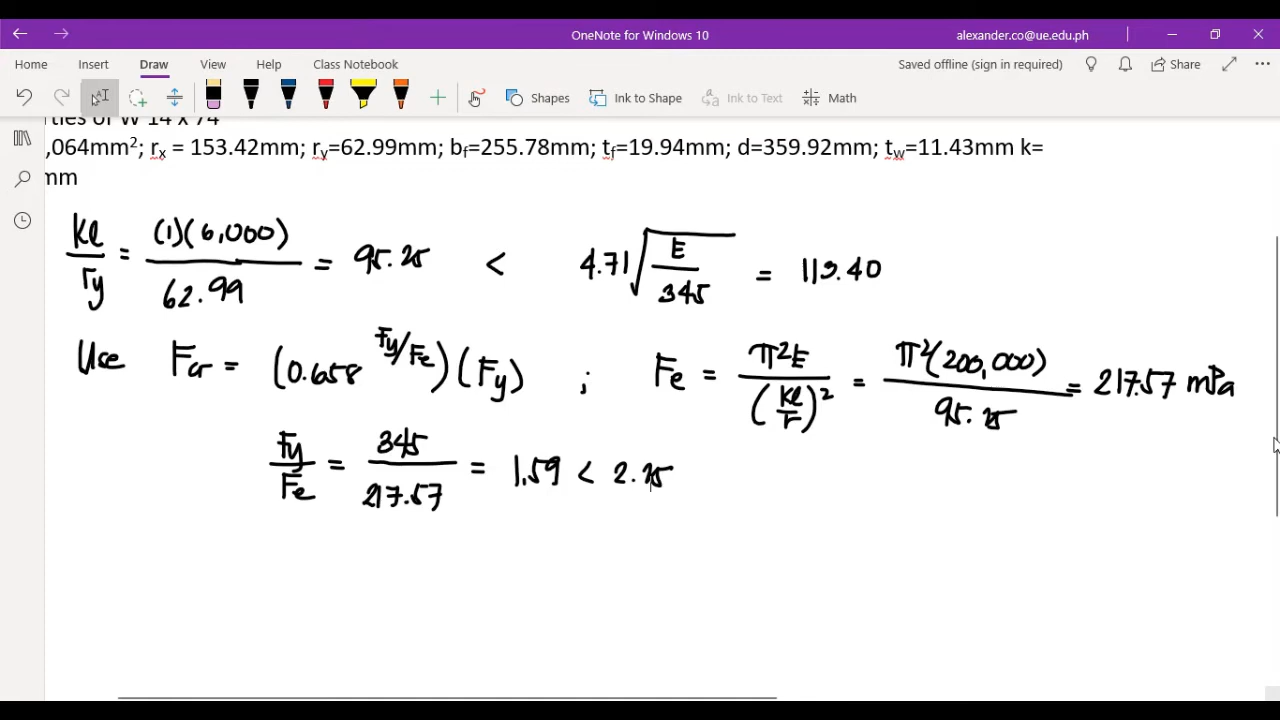 OneNote for Windows 10
alexander.co@ue.edu.ph
Home Insert Draw View Help Class Notebook Saved offline (sign in required) Share
Shapes Ink to Shape Ink to Text Math
rties of W 14 x 74
,064mm²; rx = 153.42mm; ry=62.99mm; bf=255.78mm; tf=19.94mm; d=359.92mm; tw=11.43mm k=
mm
Kl/ry = (1)(6,000)/62.99 = 95.25 < 4.71√(E/345) = 113.40
Use Fcr = (0.658^(Fy/Fe))(Fy) ; Fe = π²E/(Kl/r)² = π²(200,000)/95.25 = 217.57 mPa
Fy/Fe = 345/217.57 = 1.59 < 2.25